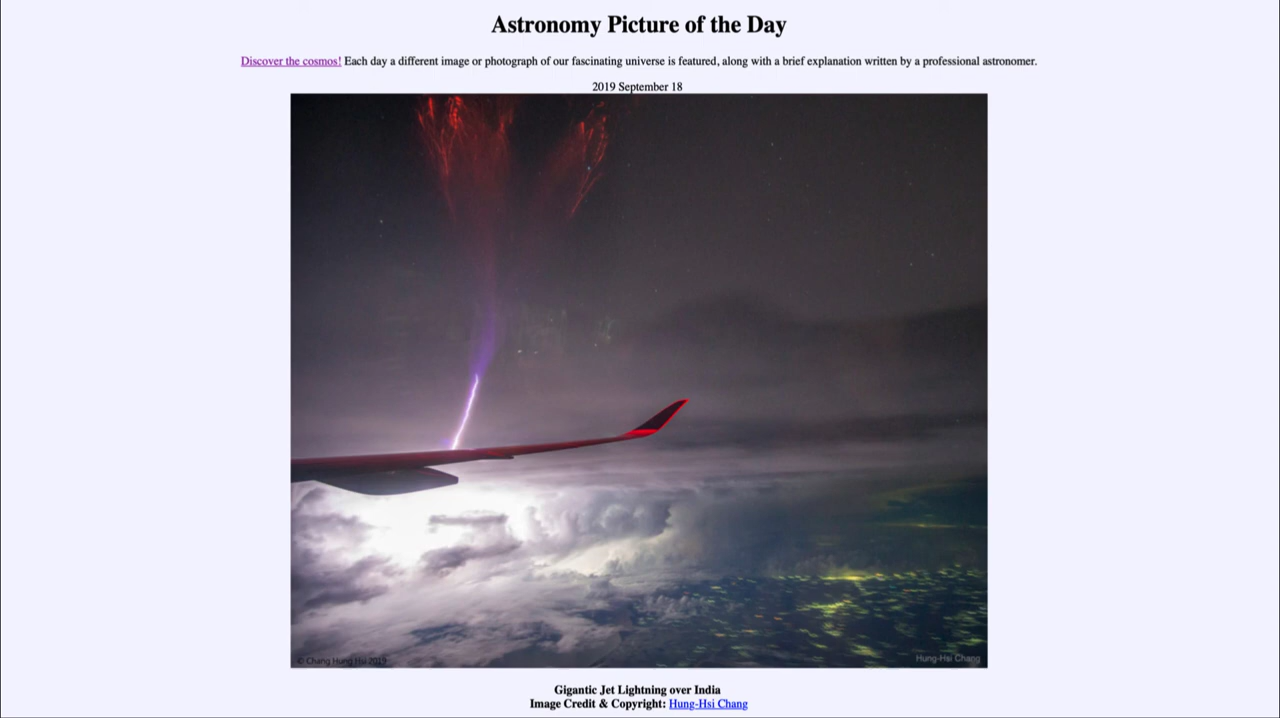 Astronomy Picture of the Day
Discover the cosmos! Each day a different image or photograph of our fascinating universe is featured, along with a brief explanation written by a professional astronomer.
2019 September 18
© Chang Hung Hsi 2019
Hung-Hsi Chang
Gigantic Jet Lightning over India
Image Credit & Copyright: Hung-Hsi Chang